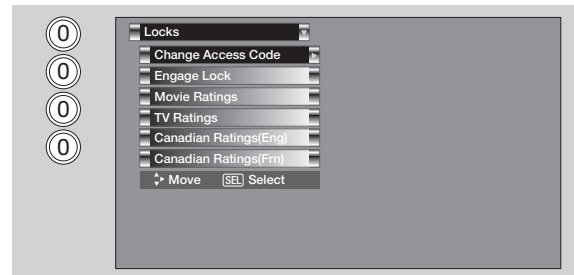 0
0
0
0
Locks
Change Access Code
Engage Lock
Movie Ratings
TV Ratings
Canadian Ratings(Eng)
Canadian Ratings(Frn)
Move SEL Select